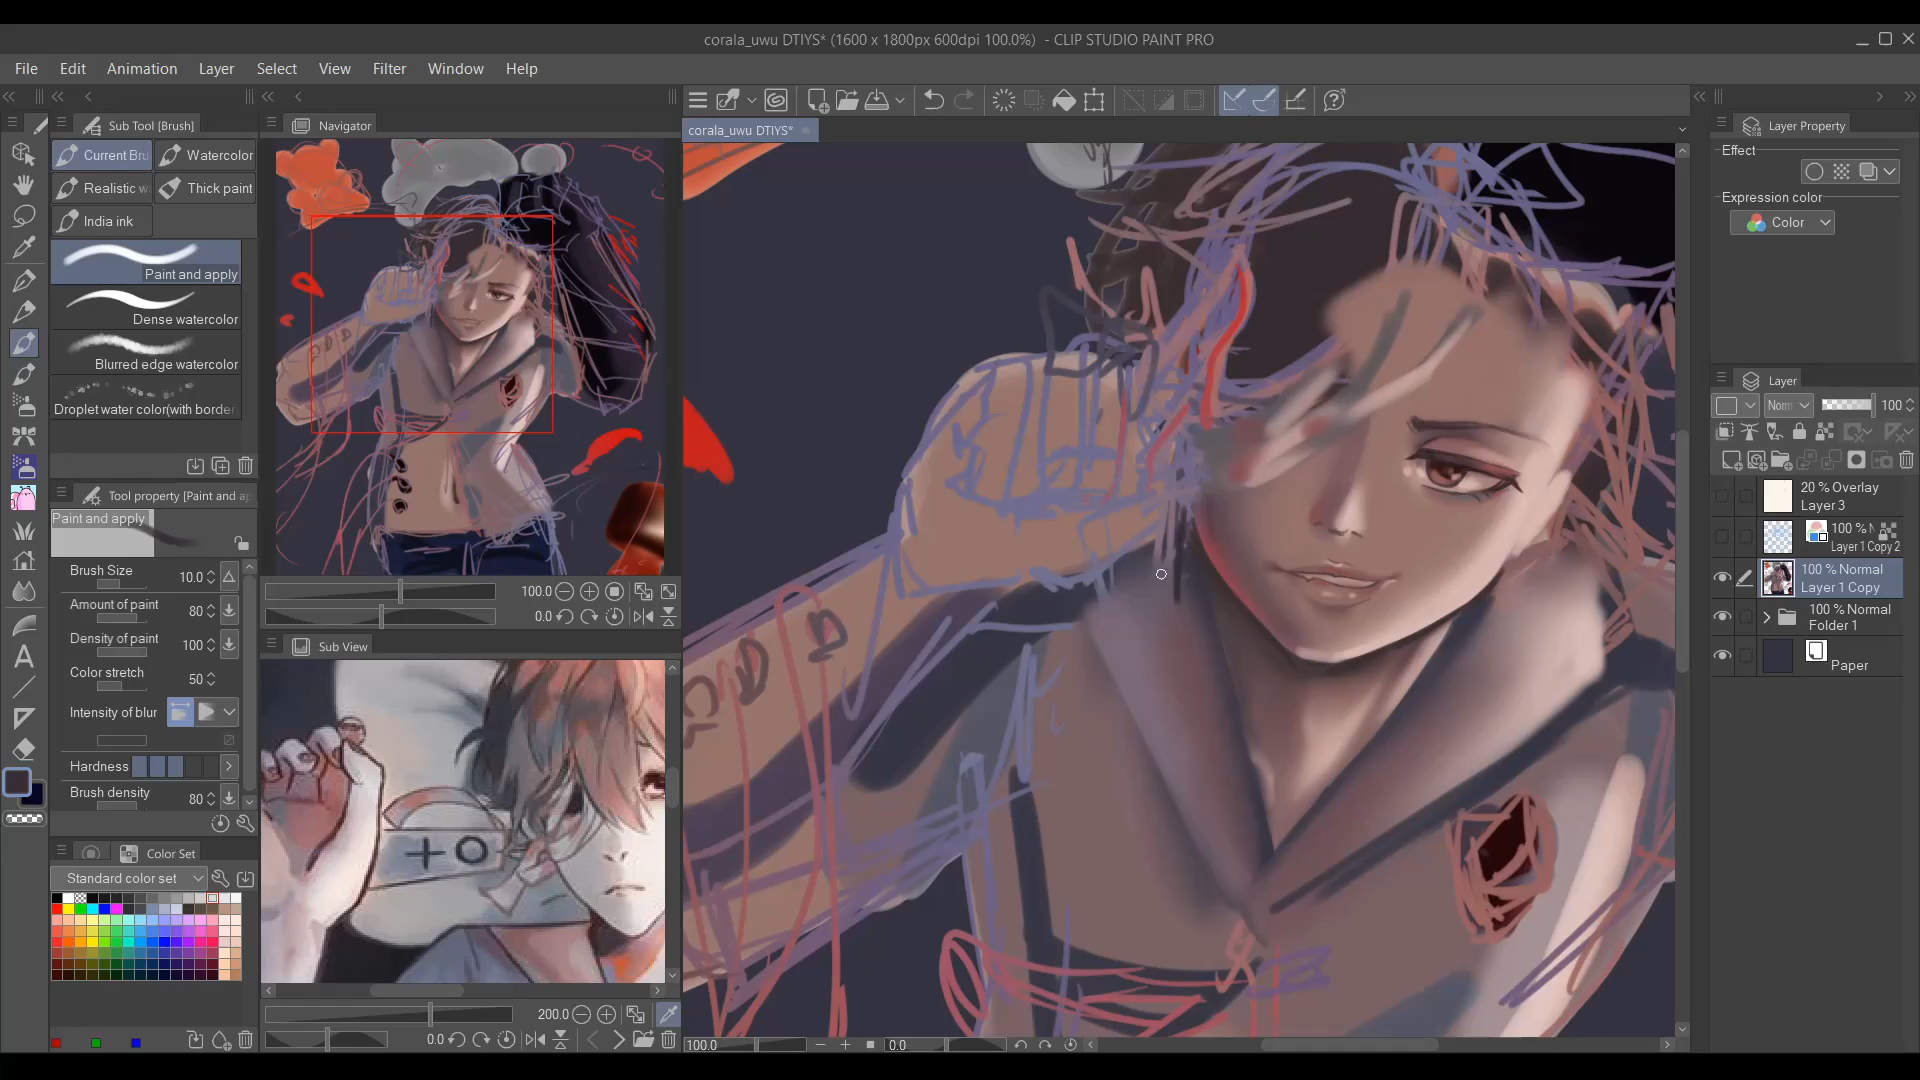 corala_uwu DTIYS* (1600 x 1800px 600dpi 100.0%) - CLIP STUDIO PAINT PRO
File Edit Animation Layer Select View Filter Window Help
Sub Tool [Brush]
Current Bru
Watercolor
Realistic w
Thick paint
India ink
Paint and apply
Dense watercolor
Blurred edge watercolor
Droplet water color(with borde
Tool property [Paint and ap
Paint and apply
Brush Size 10.0
Amount of paint 80
Density of paint 100
Color stretch 50
Intensity of blur
Hardness
Brush density 80
Color Set
Standard color set
Navigator
100.0
0.0
Sub View
+ O
200.0
0.0
corala_uwu DTIYS*
100.0
0.0
Layer Property
Effect
Expression color
Color
Layer
Norm
100
20 % Overlay
Layer 3
100 % N
Layer 1 Copy 2
100 % Normal
Layer 1 Copy
100 % Normal
Folder 1
Paper